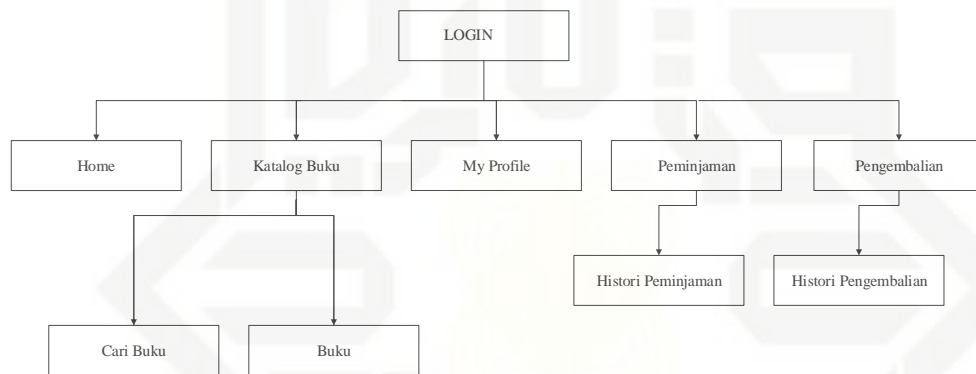 LOGIN
Home
Katalog Buku
My Profile
Peminjaman
Pengembalian
Histori Peminjaman
Histori Pengembalian
Cari Buku
Buku